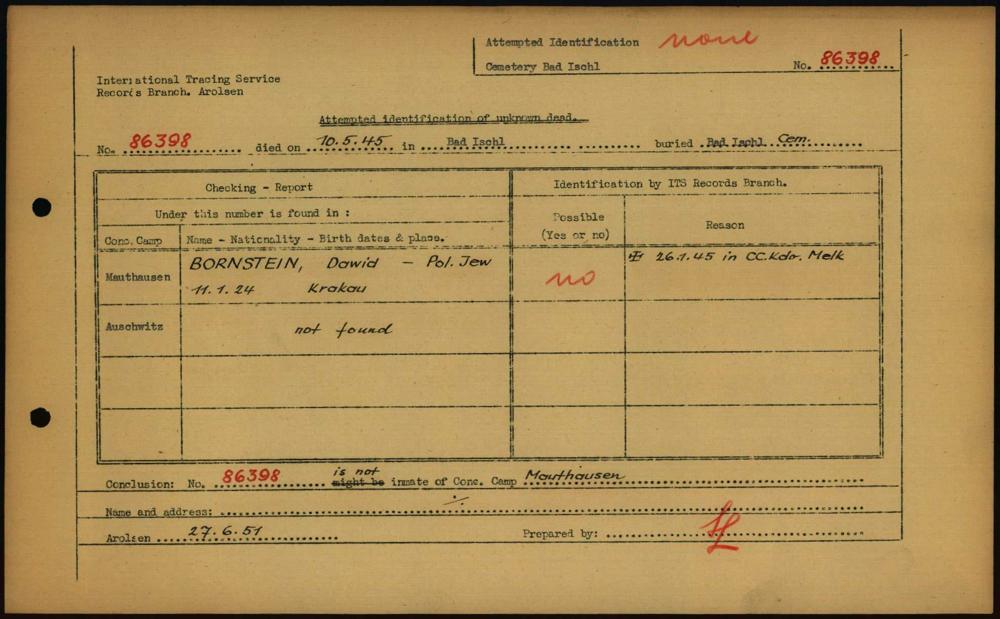 Attempted Identification none
Cemetery Bad Ischl No. 86398
International Tracing Service
Records Branch. Arolsen
Attempted identification of unknown dead.
No. 86398 died on 10.5.45 in Bad Ischl buried Bad Ischl Cem.
Checking - Report Identification by ITS Records Branch.
Under this number is found in :
Conc. Camp Name - Nationality - Birth dates & place. Possible (Yes or no) Reason
Mauthausen BORNSTEIN, Dawid - Pol. Jew no 26.1.45 in CC.Kdo. Melk
11.1.24 Krakau
Auschwitz not found
is not
Conclusion: No. 86398 might be inmate of Conc. Camp Mauthausen
Name and address: ./.
Arolsen 27.6.51 Prepared by: